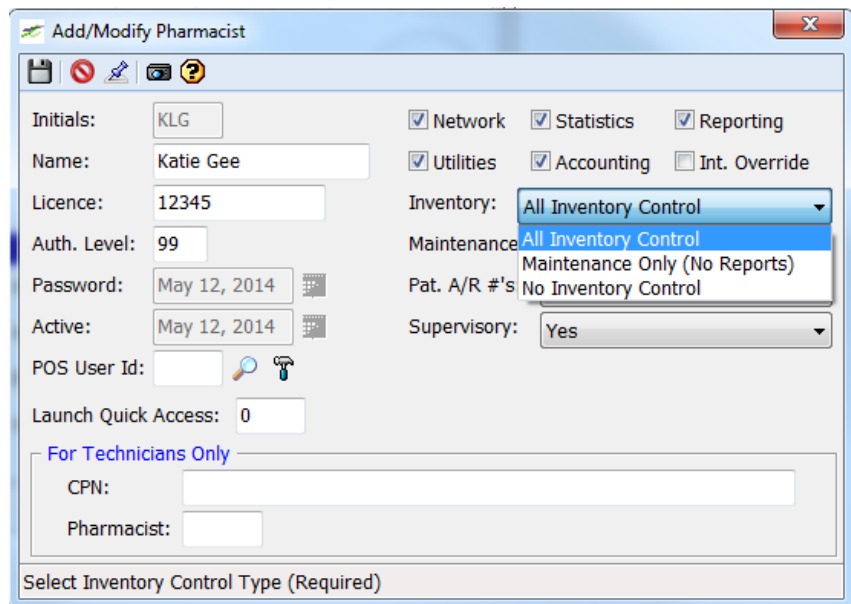 Add/Modify Pharmacist
Initials: KLG
Network Statistics Reporting
Name: Katie Gee
Utilities Accounting Int. Override
Licence: 12345
Inventory: All Inventory Control
Auth. Level: 99
Maintenance
All Inventory Control
Maintenance Only (No Reports)
No Inventory Control
Password: May 12, 2014
Pat. A/R #'s
Active: May 12, 2014
Supervisory: Yes
POS User Id:
Launch Quick Access: 0
For Technicians Only
CPN:
Pharmacist:
Select Inventory Control Type (Required)